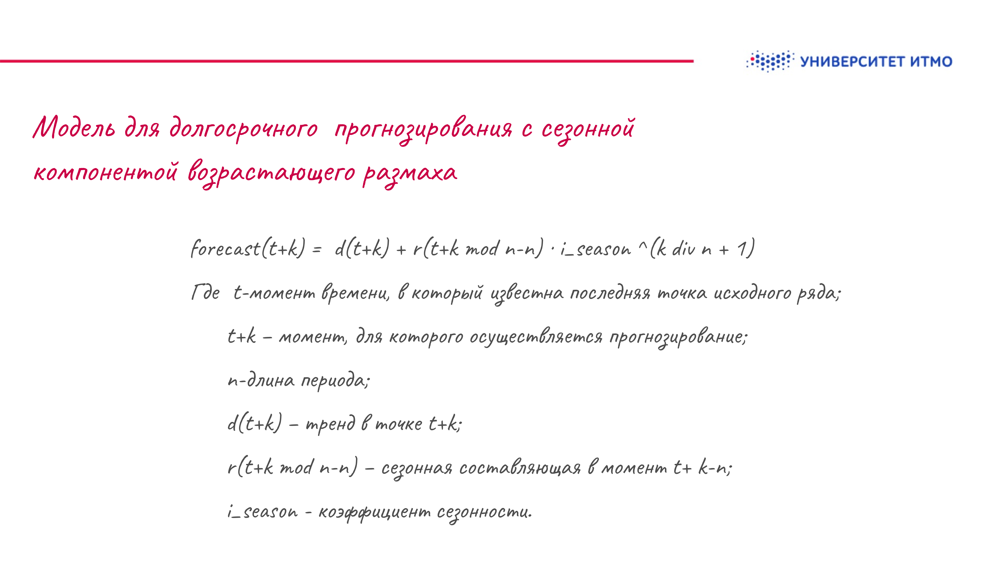 УНИВЕРСИТЕТ ИТМО
Модель для долгосрочного прогнозирования с сезонной
компонентой возрастающего размаха
forecast(t+k) = d(t+k) + r(t+k mod n-n) · i_season ^(k div n + 1)
Где t-момент времени, в который известна последняя точка исходного ряда;
t+k – момент, для которого осуществляется прогнозирование;
n-длина периода;
d(t+k) – тренд в точке t+k;
r(t+k mod n-n) – сезонная составляющая в момент t+ k-n;
i_season - коэффициент сезонности.